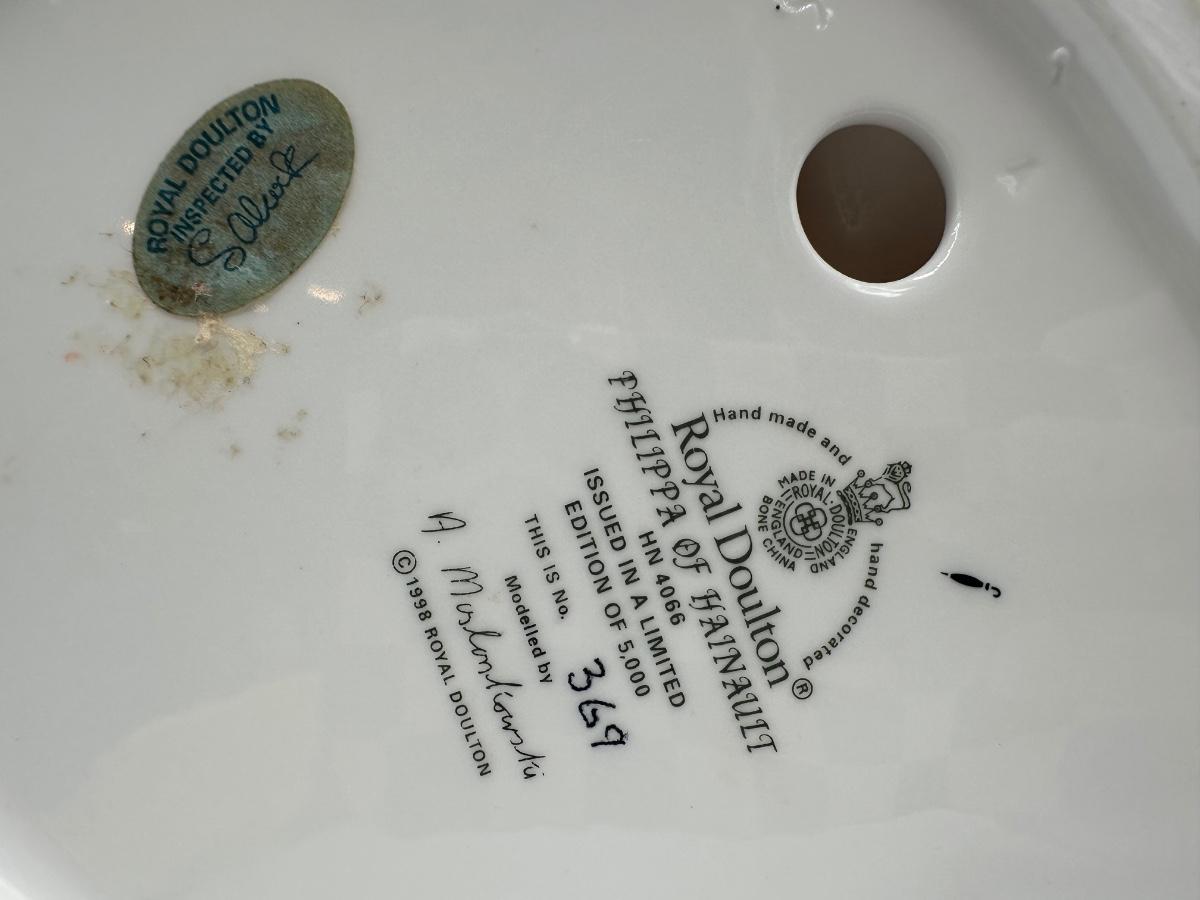 ROYAL DOULTON
INSPECTED BY
Hand made and hand decorated
MADE IN ENGLAND
ROYAL·DOULTON
ENGLAND
BONE CHINA
Royal Doulton®
PHILIPPA OF HAINAULT
HN 4066
ISSUED IN A LIMITED
EDITION OF 5,000
THIS IS No. 369
Modelled by
© 1998 ROYAL DOULTON